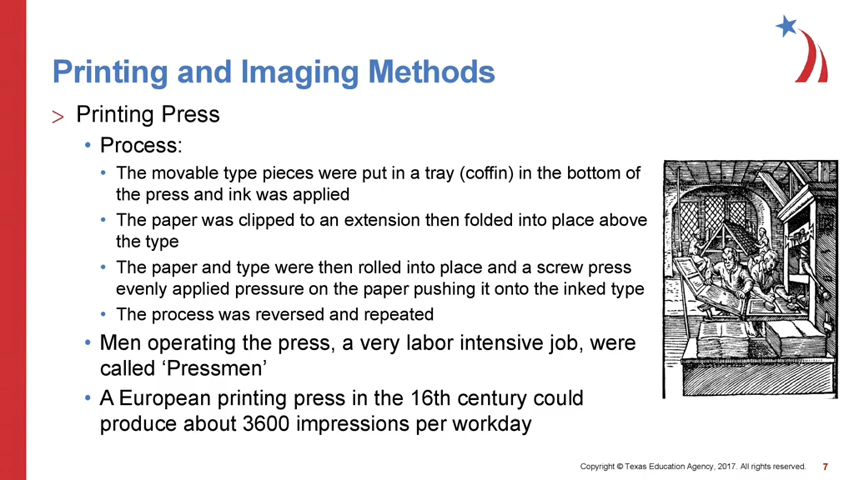 Printing and Imaging Methods
> Printing Press
• Process:
• The movable type pieces were put in a tray (coffin) in the bottom of
the press and ink was applied
• The paper was clipped to an extension then folded into place above
the type
• The paper and type were then rolled into place and a screw press
evenly applied pressure on the paper pushing it onto the inked type
• The process was reversed and repeated
• Men operating the press, a very labor intensive job, were
called ‘Pressmen’
• A European printing press in the 16th century could
produce about 3600 impressions per workday
Copyright © Texas Education Agency, 2017. All rights reserved. 7